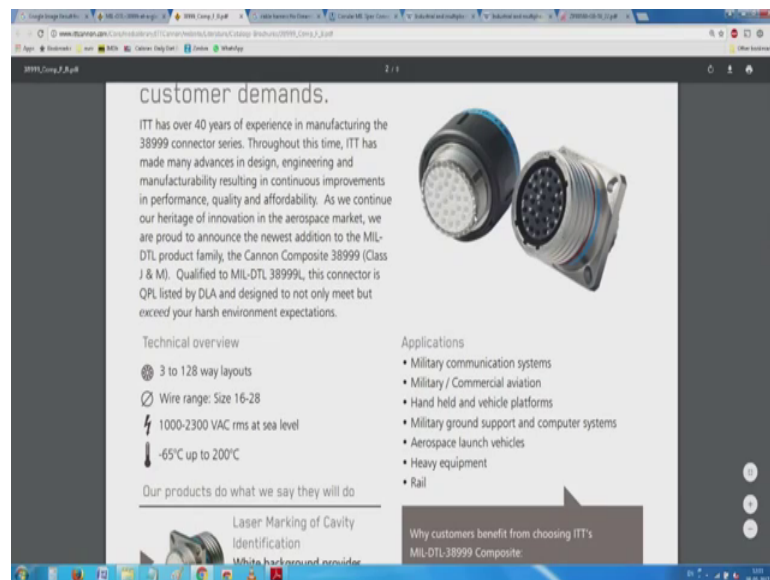 38999_Comp_F_B.pdf
2 / 5
customer demands.
ITT has over 40 years of experience in manufacturing the
38999 connector series. Throughout this time, ITT has
made many advances in design, engineering and
manufacturability resulting in continuous improvements
in performance, quality and affordability. As we continue
our heritage of innovation in the aerospace market, we
are proud to announce the newest addition to the MIL-
DTL product family, the Cannon Composite 38999 (Class
J & M). Qualified to MIL-DTL 38999L, this connector is
QPL listed by DLA and designed to not only meet but
exceed your harsh environment expectations.
Technical overview
3 to 128 way layouts
Wire range: Size 16-28
1000-2300 VAC rms at sea level
-65°C up to 200°C
Our products do what we say they will do
Laser Marking of Cavity
Identification
White background provides
Applications
• Military communication systems
• Military / Commercial aviation
• Hand held and vehicle platforms
• Military ground support and computer systems
• Aerospace launch vehicles
• Heavy equipment
• Rail
Why customers benefit from choosing ITT's
MIL-DTL-38999 Composite: